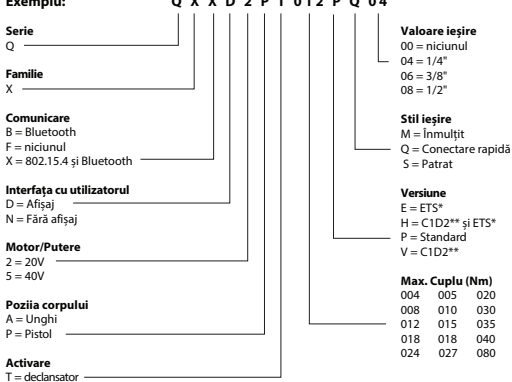 Exemplu:
Q X X D 2 P T 0 1 2 P Q 0 4
Serie
Q
Familie
X
Comunicare
B = Bluetooth
F = niciunul
X = 802.15.4 și Bluetooth
Interfața cu utilizatorul
D = Afișaj
N = Fără afișaj
Motor/Putere
2 = 20V
5 = 40V
Poziia corpului
A = Unghi
P = Pistol
Activare
T = declansator
Valoare ieșire
00 = niciunul
04 = 1/4"
06 = 3/8"
08 = 1/2"
Stil ieșire
M = Înmulțit
Q = Conectare rapidă
S = Patrat
Versiune
E = ETS*
H = C1D2** și ETS*
P = Standard
V = C1D2**
Max. Cuplu (Nm)
004 005 020
008 010 030
012 015 035
018 018 040
024 027 080